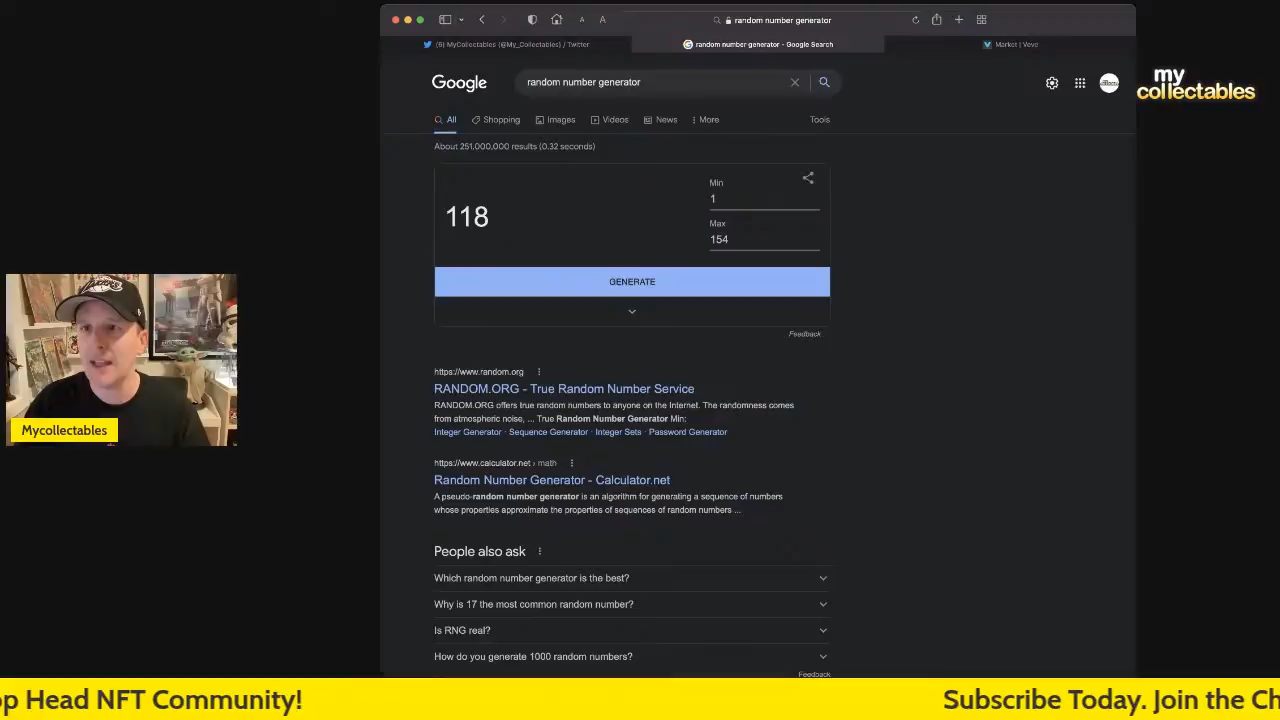 random number generator
(6) MyCollectables (@My_Collectables) / Twitter
random number generator - Google Search
Market | Veve
my
collectables
Google
random number generator
All
Shopping
Images
Videos
News
More
Tools
About 251,000,000 results (0.32 seconds)
118
Min
1
Max
154
GENERATE
Feedback
https://www.random.org
RANDOM.ORG - True Random Number Service
RANDOM.ORG offers true random numbers to anyone on the Internet. The randomness comes
from atmospheric noise, ... True Random Number Generator Min:
Integer Generator · Sequence Generator · Integer Sets · Password Generator
https://www.calculator.net › math
Random Number Generator - Calculator.net
A pseudo-random number generator is an algorithm for generating a sequence of numbers
whose properties approximate the properties of sequences of random numbers ...
People also ask
Which random number generator is the best?
Why is 17 the most common random number?
Is RNG real?
How do you generate 1000 random numbers?
Feedback
Mycollectables
op Head NFT Community!
Subscribe Today. Join the Ch